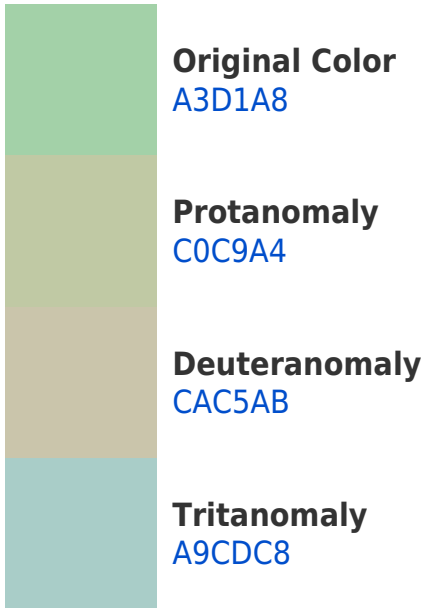 Original Color
A3D1A8
Protanomaly
C0C9A4
Deuteranomaly
CAC5AB
Tritanomaly
A9CDC8